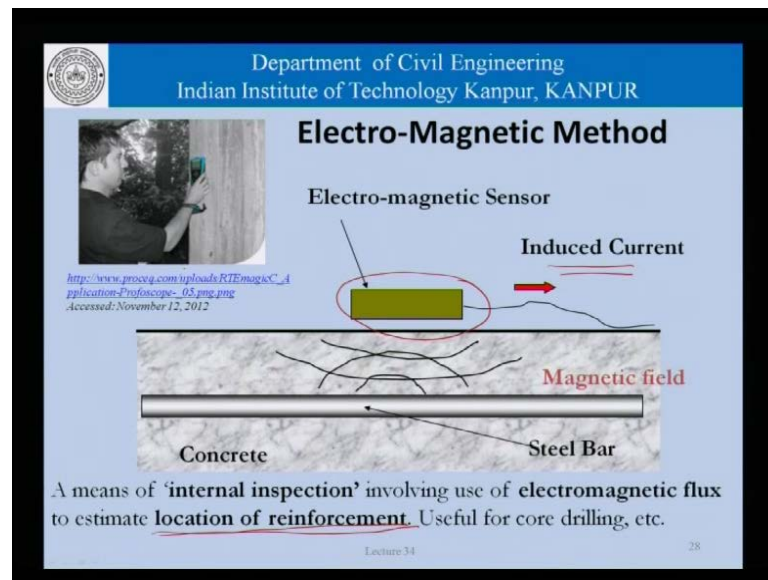 Department of Civil Engineering
Indian Institute of Technology Kanpur, KANPUR
Electro-Magnetic Method
Electro-magnetic Sensor
Induced Current
http://www.proceq.com/uploads/RTEmagicC_A
pplication-Profoscope-_05.png.png
Accessed: November 12, 2012
Magnetic field
Concrete
Steel Bar
A means of ‘internal inspection’ involving use of electromagnetic flux
to estimate location of reinforcement. Useful for core drilling, etc.
Lecture 34
28